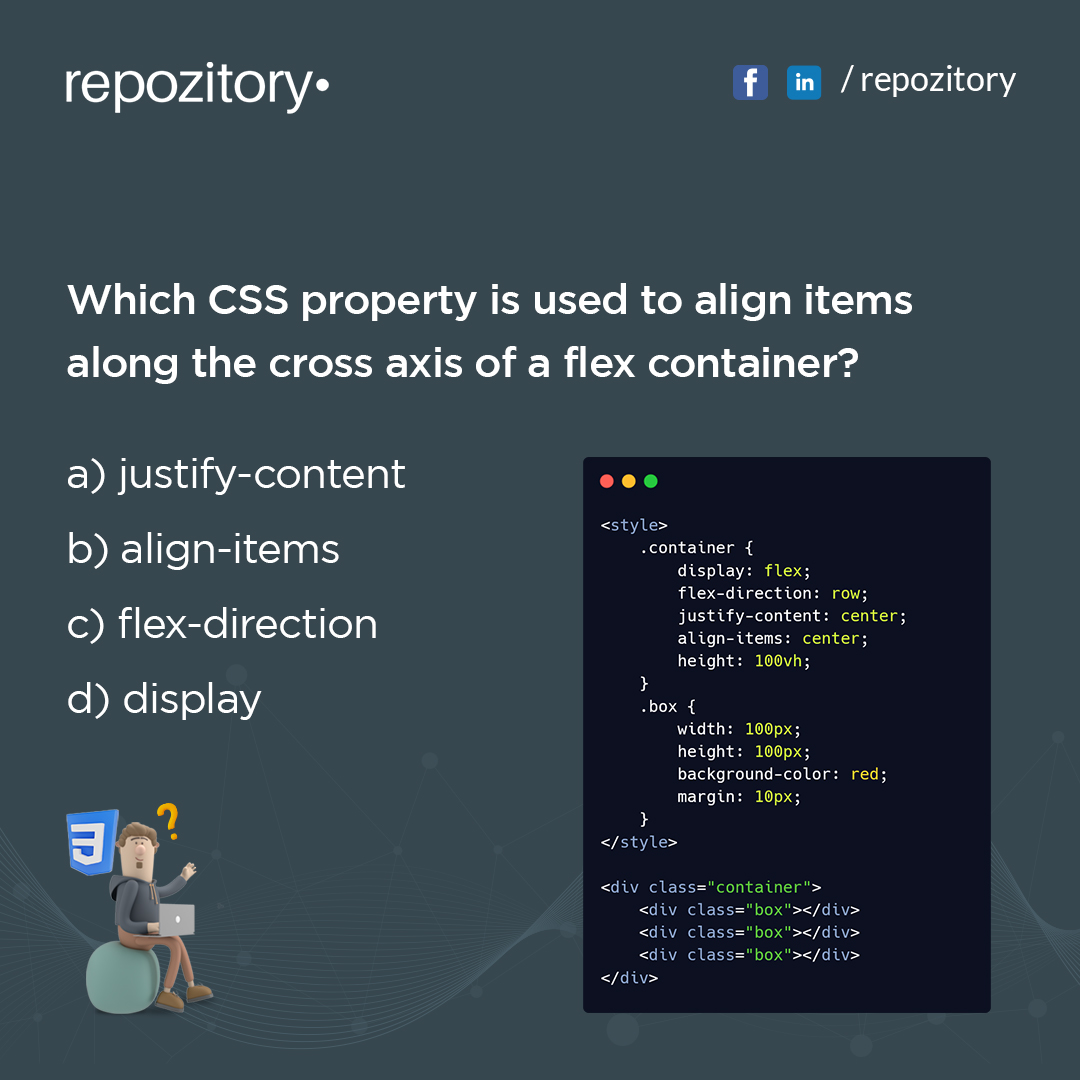 repozitory•
/ repozitory
Which CSS property is used to align items
along the cross axis of a flex container?
a) justify-content
b) align-items
c) flex-direction
d) display
<style>
    .container {
        display: flex;
        flex-direction: row;
        justify-content: center;
        align-items: center;
        height: 100vh;
    }
    .box {
        width: 100px;
        height: 100px;
        background-color: red;
        margin: 10px;
    }
</style>

<div class="container">
    <div class="box"></div>
    <div class="box"></div>
    <div class="box"></div>
</div>